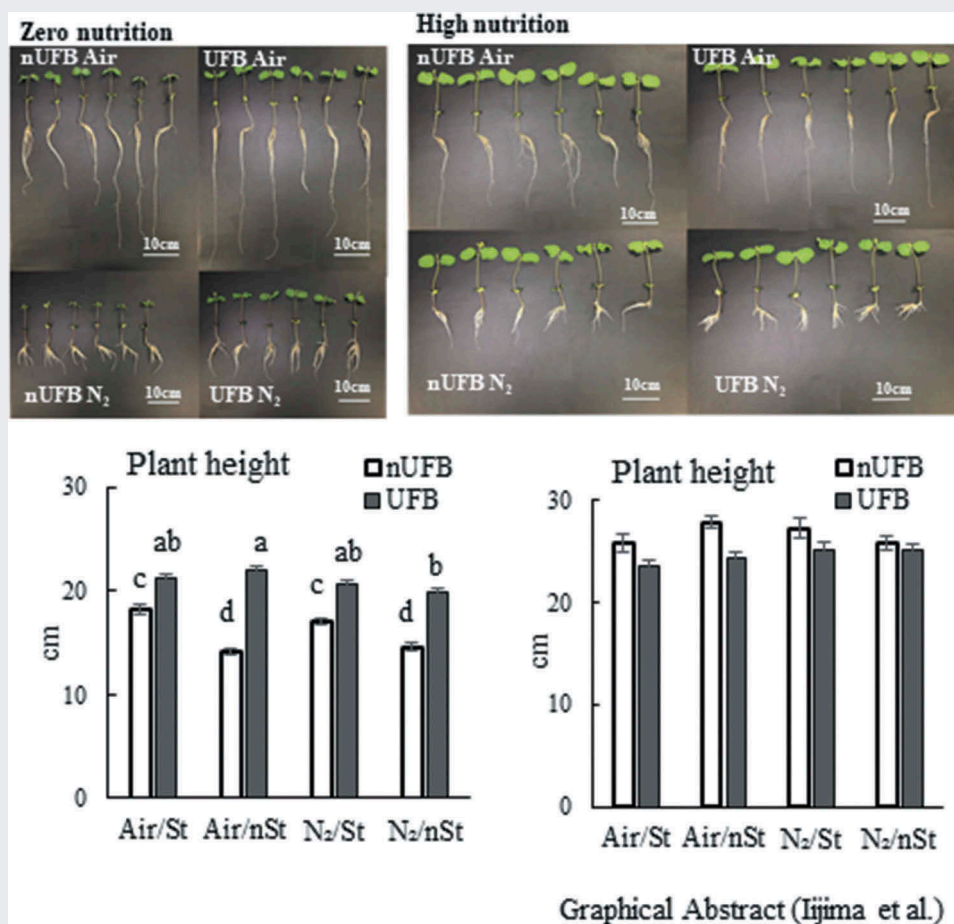 Zero nutrition
nUFB Air
UFB Air
10cm
10cm
nUFB N₂
10cm
UFB N₂
10cm
High nutrition
nUFB Air
UFB Air
10cm
10cm
nUFB N₂
10cm
UFB N₂
10cm
Plant height
nUFB
UFB
30
20
10
0
cm
c
ab
d
a
c
ab
d
b
Air/St
Air/nSt
N₂/St
N₂/nSt
Plant height
nUFB
UFB
30
20
10
0
cm
Air/St
Air/nSt
N₂/St
N₂/nSt
Graphical Abstract (Iijima et al.)